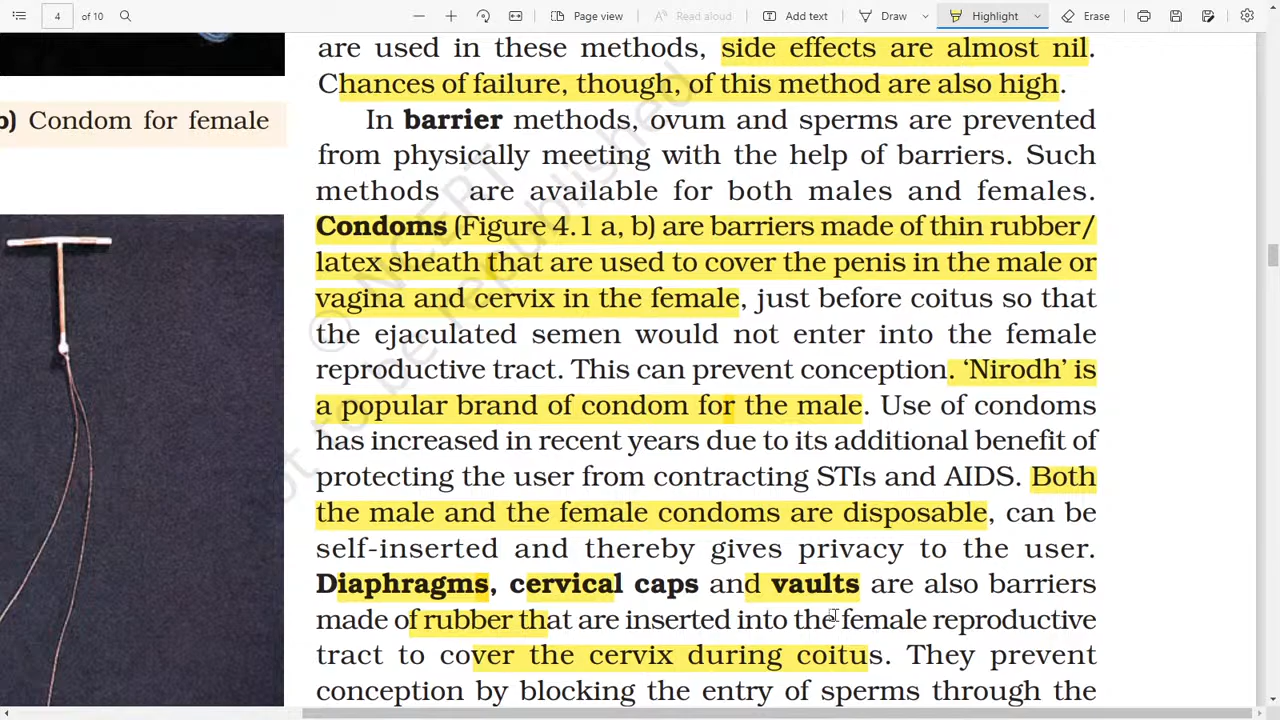 4 of 10 Page view Read aloud Add text Draw Highlight Erase
are used in these methods, side effects are almost nil.
Chances of failure, though, of this method are also high.
b) Condom for female
In barrier methods, ovum and sperms are prevented
from physically meeting with the help of barriers. Such
methods are available for both males and females.
Condoms (Figure 4.1 a, b) are barriers made of thin rubber/
latex sheath that are used to cover the penis in the male or
vagina and cervix in the female, just before coitus so that
the ejaculated semen would not enter into the female
reproductive tract. This can prevent conception. ‘Nirodh’ is
a popular brand of condom for the male. Use of condoms
has increased in recent years due to its additional benefit of
protecting the user from contracting STIs and AIDS. Both
the male and the female condoms are disposable, can be
self-inserted and thereby gives privacy to the user.
Diaphragms, cervical caps and vaults are also barriers
made of rubber that are inserted into the female reproductive
tract to cover the cervix during coitus. They prevent
conception by blocking the entry of sperms through the
© NCERT
not to be republished